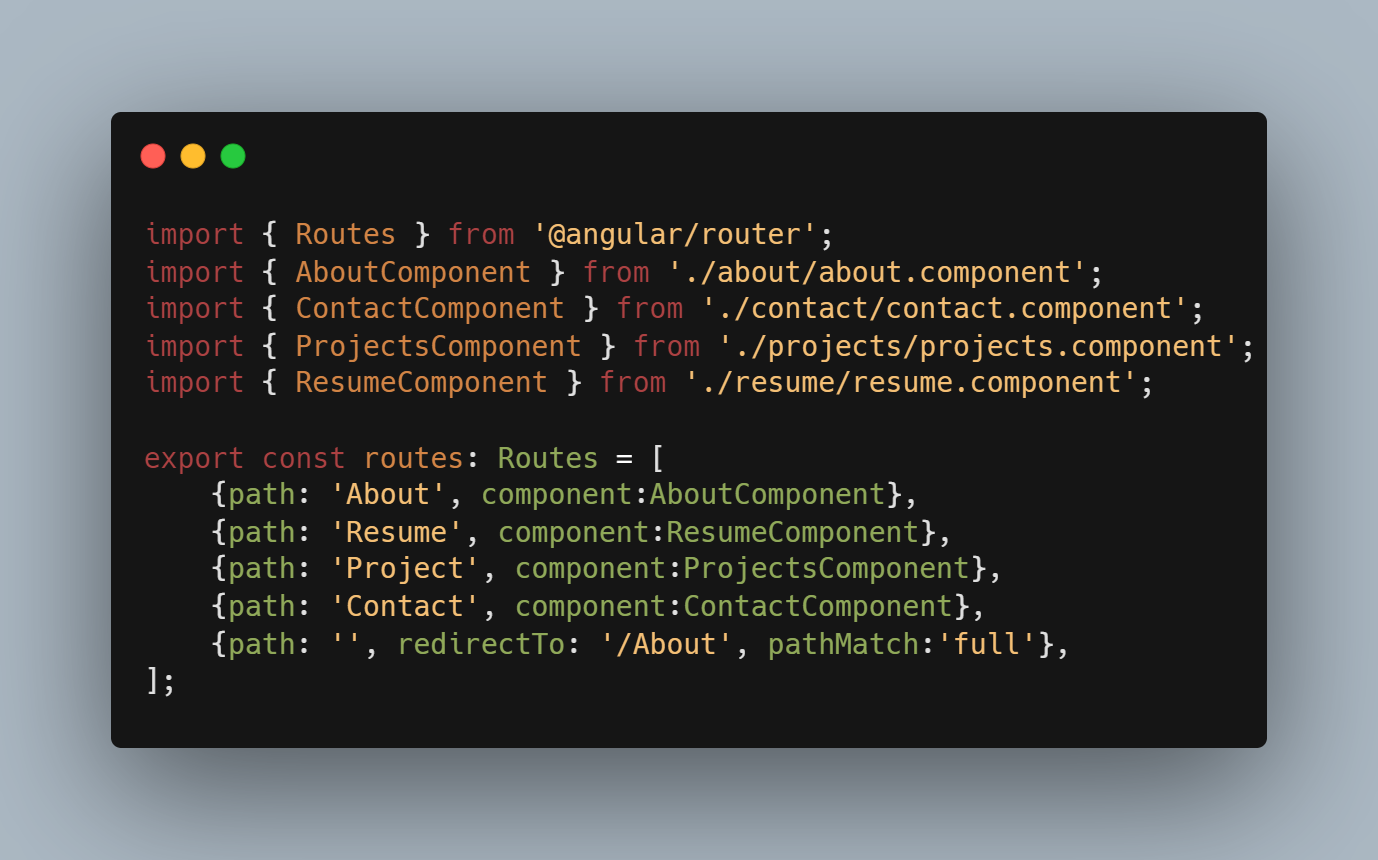 import { Routes } from '@angular/router';
import { AboutComponent } from './about/about.component';
import { ContactComponent } from './contact/contact.component';
import { ProjectsComponent } from './projects/projects.component';
import { ResumeComponent } from './resume/resume.component';

export const routes: Routes = [
    {path: 'About', component:AboutComponent},
    {path: 'Resume', component:ResumeComponent},
    {path: 'Project', component:ProjectsComponent},
    {path: 'Contact', component:ContactComponent},
    {path: '', redirectTo: '/About', pathMatch:'full'},
];